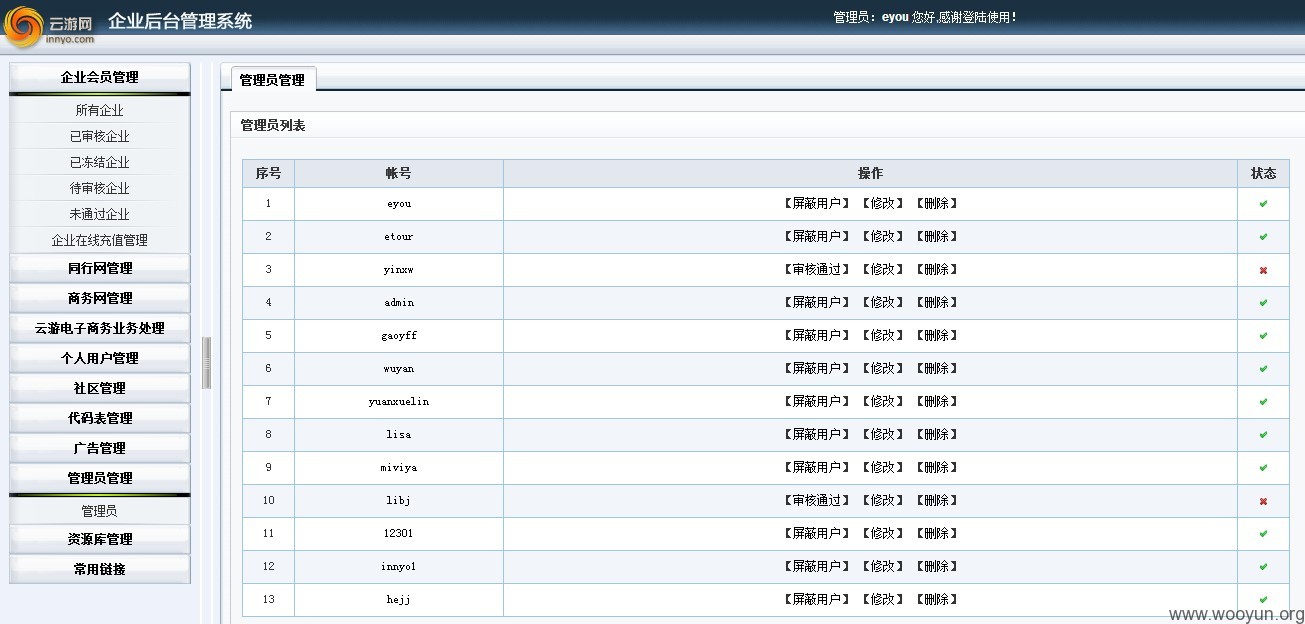 云游网
innyo.com
企业后台管理系统
管理员：eyou 您好,感谢登陆使用!
企业会员管理
所有企业
已审核企业
已冻结企业
待审核企业
未通过企业
企业在线充值管理
同行网管理
商务网管理
云游电子商务业务处理
个人用户管理
社区管理
代码表管理
广告管理
管理员管理
管理员
资源库管理
常用链接
管理员管理
管理员列表
序号 帐号 操作 状态
1 eyou 【屏蔽用户】 【修改】 【删除】
2 etour 【屏蔽用户】 【修改】 【删除】
3 yinxw 【审核通过】 【修改】 【删除】
4 admin 【屏蔽用户】 【修改】 【删除】
5 gaoyff 【屏蔽用户】 【修改】 【删除】
6 wuyan 【屏蔽用户】 【修改】 【删除】
7 yuanxuelin 【屏蔽用户】 【修改】 【删除】
8 lisa 【屏蔽用户】 【修改】 【删除】
9 miviya 【屏蔽用户】 【修改】 【删除】
10 libj 【审核通过】 【修改】 【删除】
11 12301 【屏蔽用户】 【修改】 【删除】
12 innyo1 【屏蔽用户】 【修改】 【删除】
13 hejj 【屏蔽用户】 【修改】 【删除】
www.wooyun.org